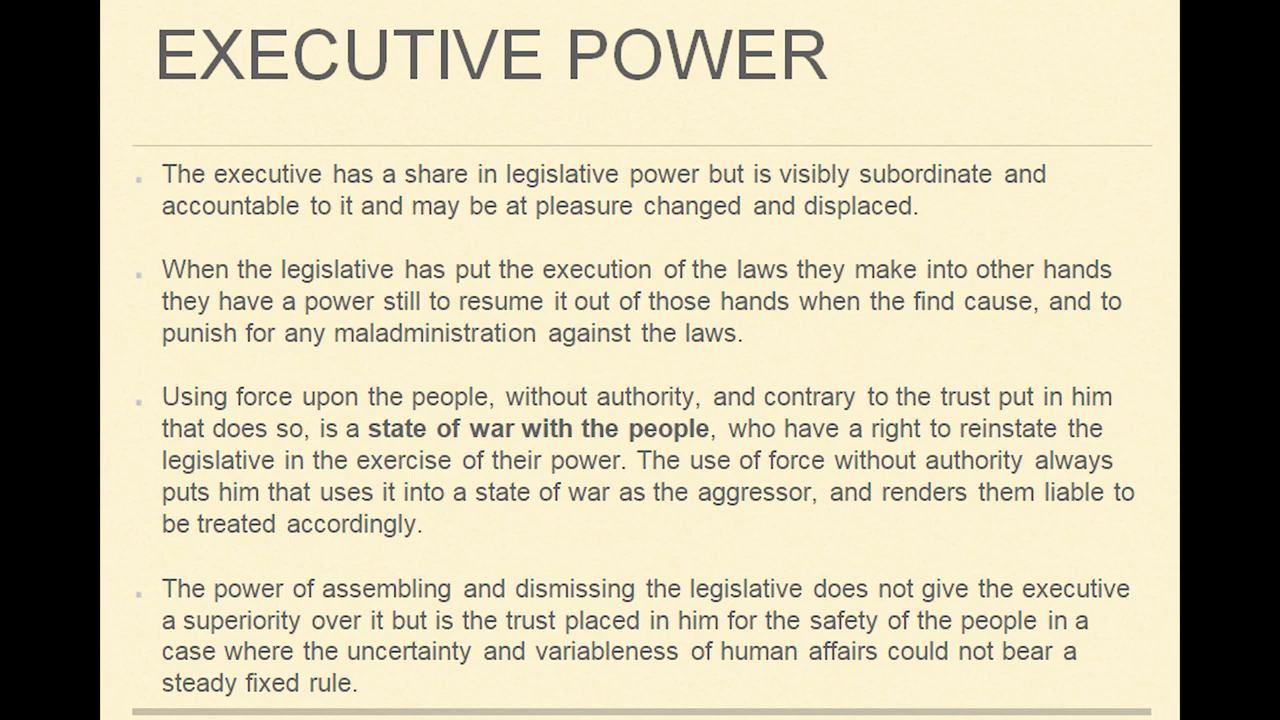 EXECUTIVE POWER
The executive has a share in legislative power but is visibly subordinate and
accountable to it and may be at pleasure changed and displaced.
When the legislative has put the execution of the laws they make into other hands
they have a power still to resume it out of those hands when the find cause, and to
punish for any maladministration against the laws.
Using force upon the people, without authority, and contrary to the trust put in him
that does so, is a state of war with the people, who have a right to reinstate the
legislative in the exercise of their power. The use of force without authority always
puts him that uses it into a state of war as the aggressor, and renders them liable to
be treated accordingly.
The power of assembling and dismissing the legislative does not give the executive
a superiority over it but is the trust placed in him for the safety of the people in a
case where the uncertainty and variableness of human affairs could not bear a
steady fixed rule.